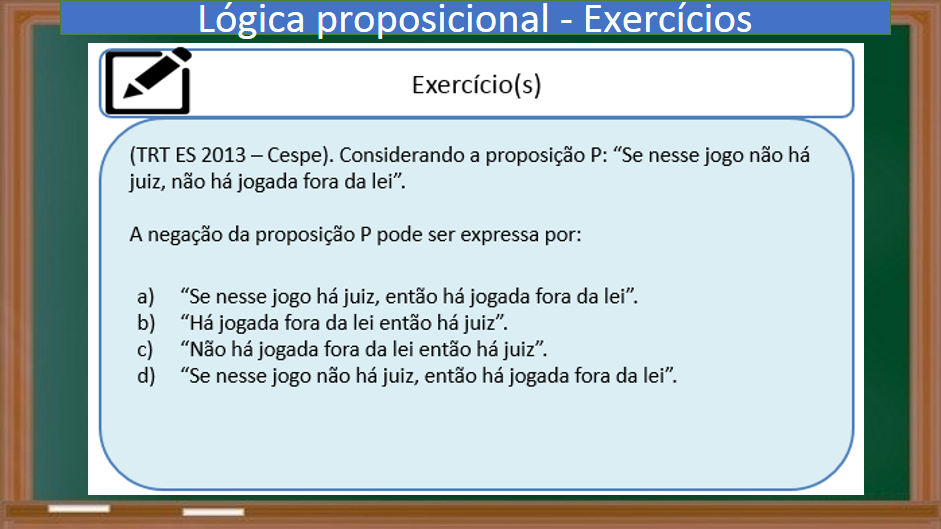 Lógica proposicional - Exercícios
Exercício(s)
(TRT ES 2013 – Cespe). Considerando a proposição P: “Se nesse jogo não há
juiz, não há jogada fora da lei”.
A negação da proposição P pode ser expressa por:
a) “Se nesse jogo há juiz, então há jogada fora da lei”.
b) “Há jogada fora da lei então há juiz”.
c) “Não há jogada fora da lei então há juiz”.
d) “Se nesse jogo não há juiz, então há jogada fora da lei”.